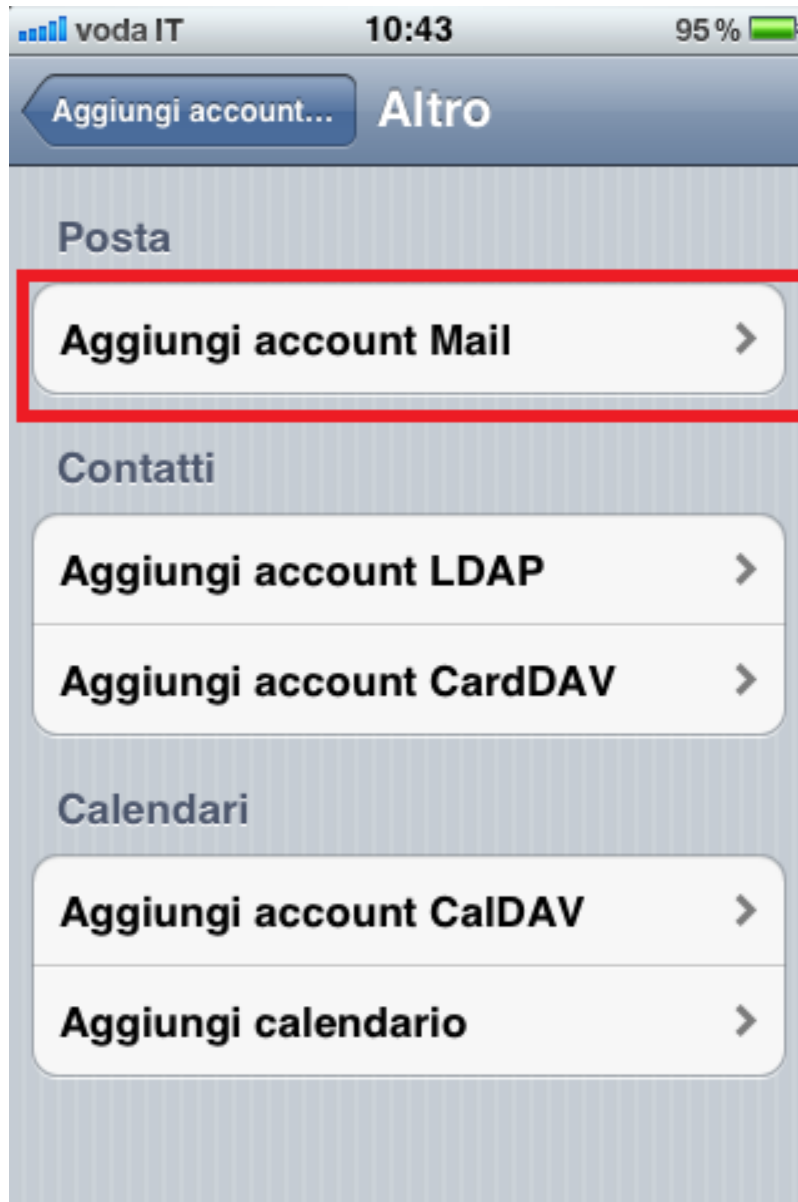 voda IT 10:43 95%
Aggiungi account... Altro
Posta
Aggiungi account Mail
Contatti
Aggiungi account LDAP
Aggiungi account CardDAV
Calendari
Aggiungi account CalDAV
Aggiungi calendario